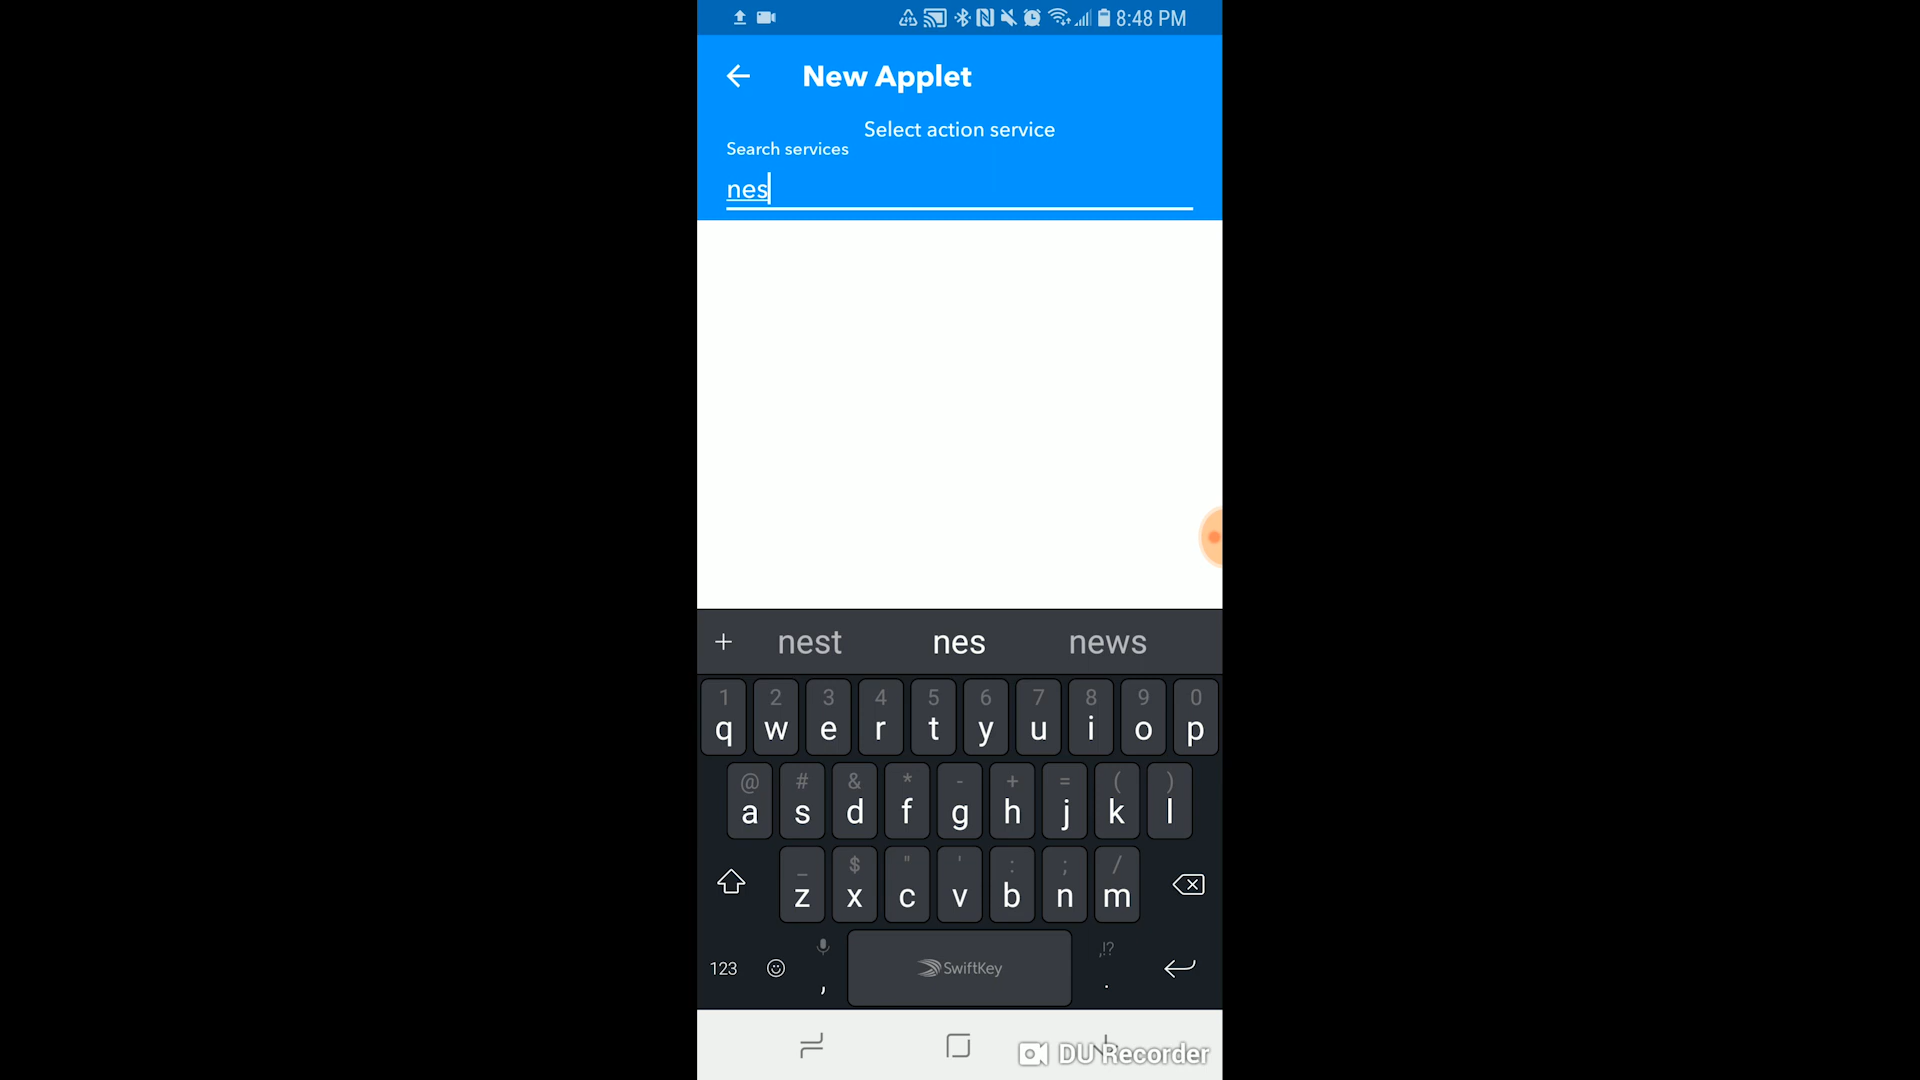 8:48 PM
New Applet
Select action service
Search services
nes
+ nest nes news
1 2 3 4 5 6 7 8 9 0
q w e r t y u i o p
@ # & * - + = ( )
a s d f g h j k l
_ $ " ' : ; /
z x c v b n m
123 , SwiftKey ,!? .
DU Recorder